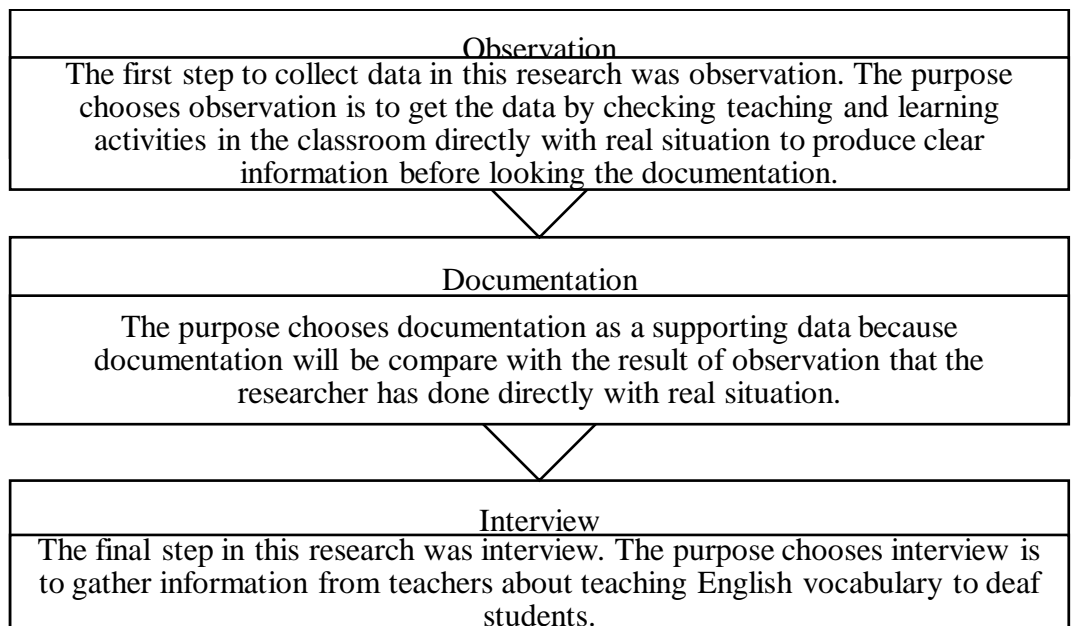 Observation
The first step to collect data in this research was observation. The purpose
chooses observation is to get the data by checking teaching and learning
activities in the classroom directly with real situation to produce clear
information before looking the documentation.
Documentation
The purpose chooses documentation as a supporting data because
documentation will be compare with the result of observation that the
researcher has done directly with real situation.
Interview
The final step in this research was interview. The purpose chooses interview is
to gather information from teachers about teaching English vocabulary to deaf
students.